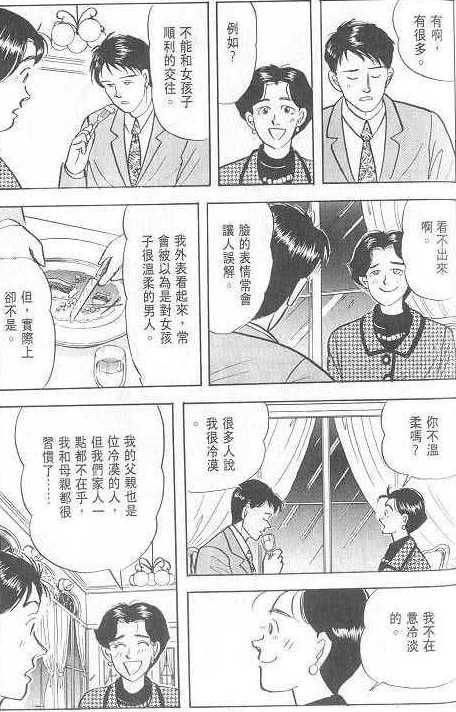 有啊，
有很多。
例如？
不能和女孩子
順利的交往。
看不出來
啊。
臉的表情常會
讓人誤解。
我外表看起來，常
會被以為是對女孩
子很溫柔的男人。
但，實際上
卻不是。
你不溫
柔嗎？
很多人說
我很冷漠
。
我不在
意冷淡
的。
我的父親也是
位冷漠的人，
但我們家人一
點都不在乎，
我和母親都很
習慣了……